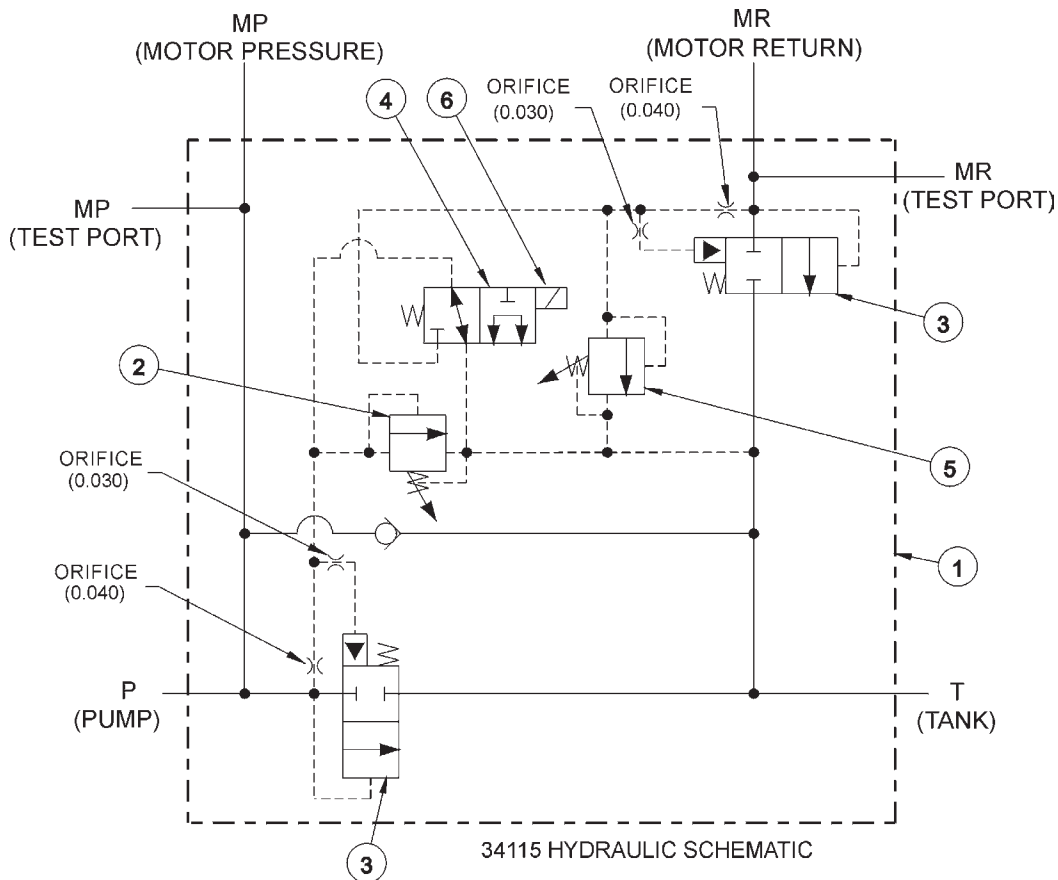 MP
(MOTOR PRESSURE)
MR
(MOTOR RETURN)
4
6
ORIFICE
(0.030)
ORIFICE
(0.040)
MP
(TEST PORT)
MR
(TEST PORT)
3
2
5
ORIFICE
(0.030)
ORIFICE
(0.040)
1
P
(PUMP)
T
(TANK)
3
34115 HYDRAULIC SCHEMATIC